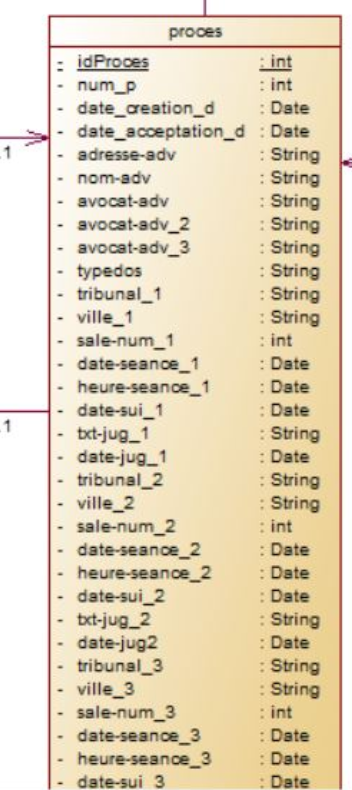 proces
- idProces : int
- num_p : int
- date_creation_d : Date
- date_acceptation_d : Date
- adresse-adv : String
- nom-adv : String
- avocat-adv : String
- avocat-adv_2 : String
- avocat-adv_3 : String
- typedos : String
- tribunal_1 : String
- ville_1 : String
- sale-num_1 : int
- date-seance_1 : Date
- heure-seance_1 : Date
- date-sui_1 : Date
- txt-jug_1 : String
- date-jug_1 : Date
- tribunal_2 : String
- ville_2 : String
- sale-num_2 : int
- date-seance_2 : Date
- heure-seance_2 : Date
- date-sui_2 : Date
- txt-jug_2 : String
- date-jug2 : Date
- tribunal_3 : String
- ville_3 : String
- sale-num_3 : int
- date-seance_3 : Date
- heure-seance_3 : Date
- date-sui_3 : Date
.1
.1